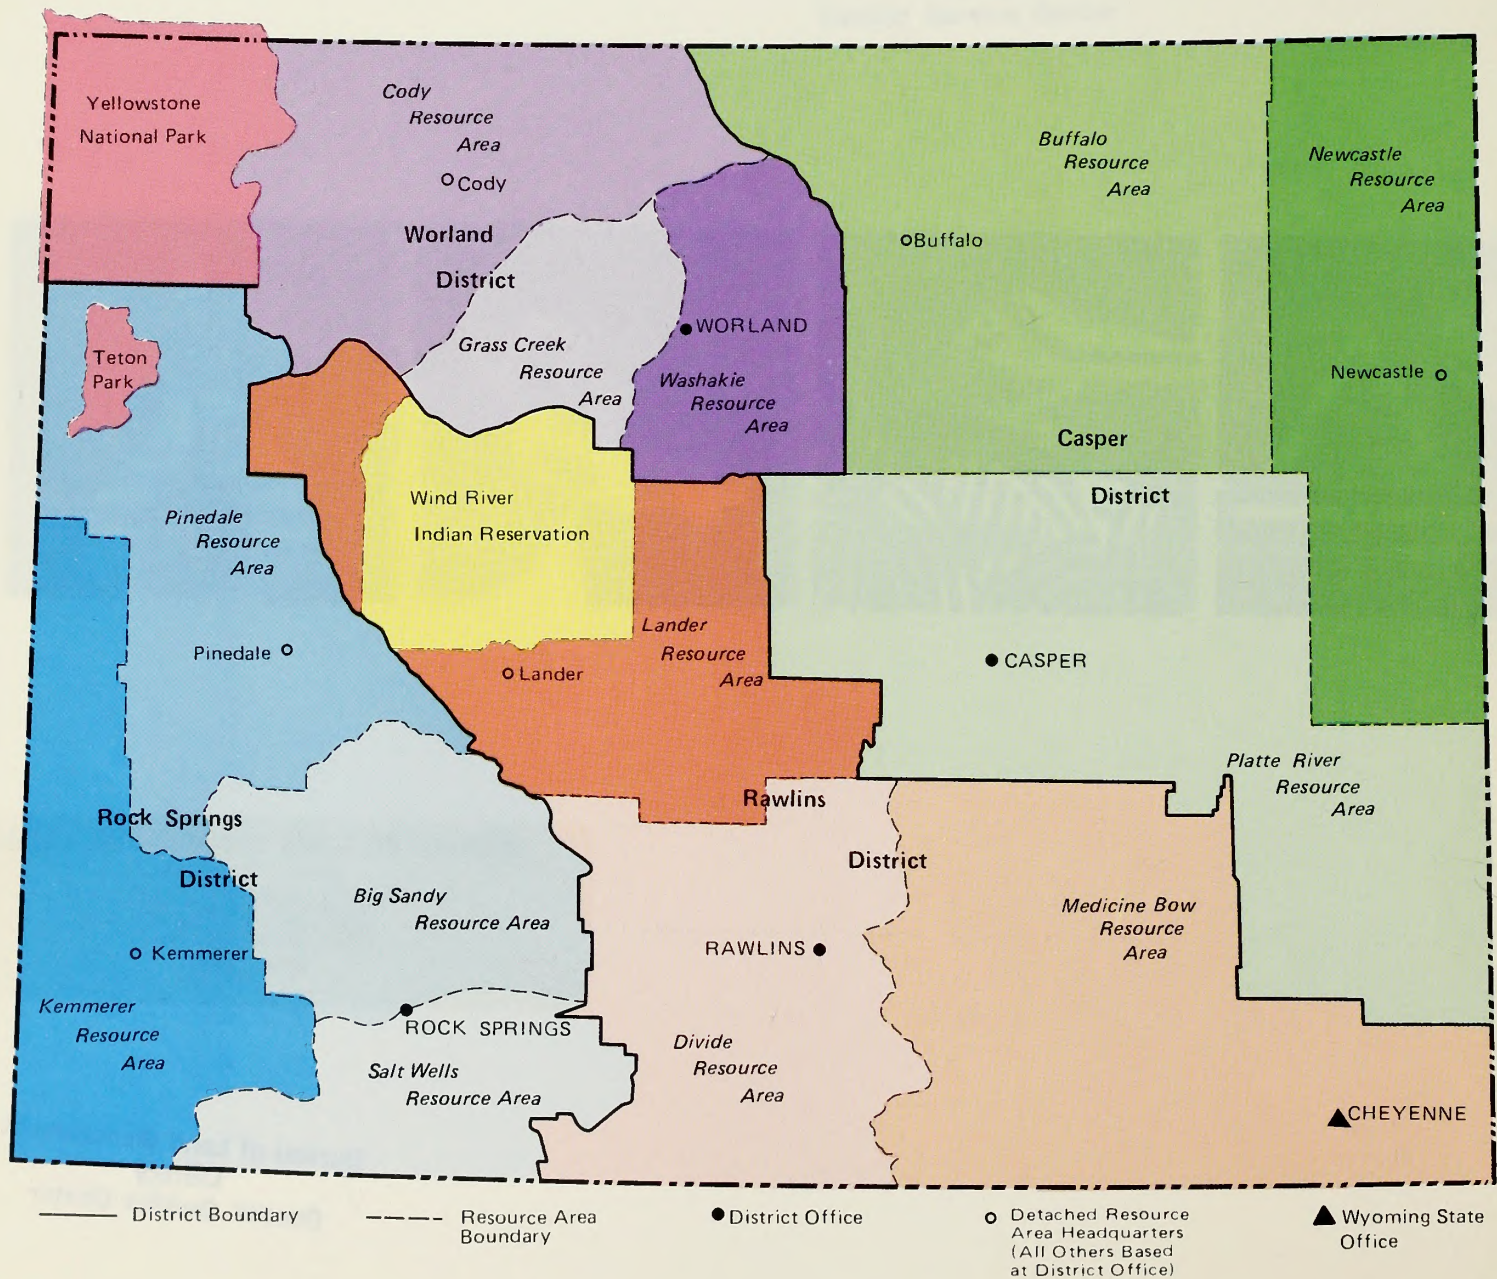 Yellowstone
National Park
Cody
Resource
Area
Cody
Worland
District
Grass Creek
Resource
Area
WORLAND
Washakie
Resource
Area
Buffalo
Resource
Area
Buffalo
Newcastle
Resource
Area
Newcastle
Casper
District
Teton
Park
Wind River
Indian Reservation
Pinedale
Resource
Area
Pinedale
Lander
Resource
Area
Lander
CASPER
Platte River
Resource
Area
Rock Springs
District
Rawlins
District
Big Sandy
Resource Area
Medicine Bow
Resource
Area
Kemmerer
Kemmerer
Resource
Area
RAWLINS
ROCK SPRINGS
Salt Wells
Resource Area
Divide
Resource
Area
CHEYENNE
District Boundary
Resource Area
Boundary
District Office
Detached Resource
Area Headquarters
(All Others Based
at District Office)
Wyoming State
Office